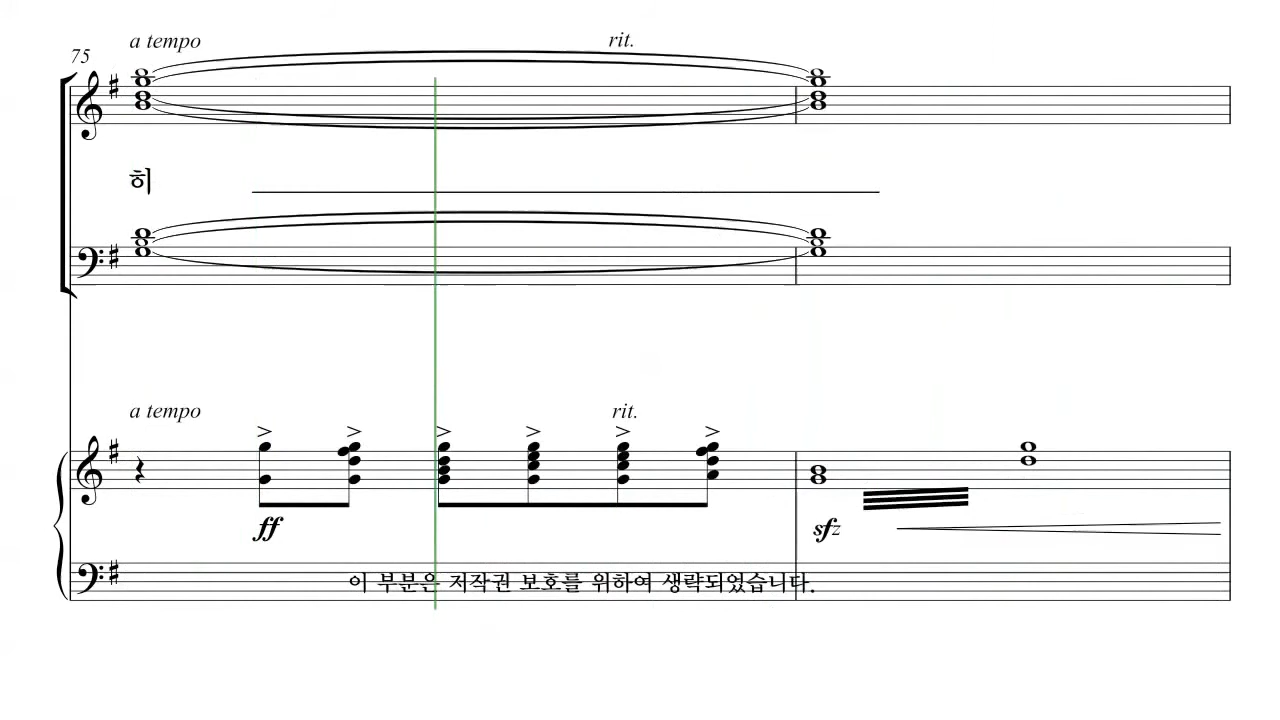 a tempo rit.
75
히
a tempo rit.
ff sfz
이 부분은 저작권 보호를 위하여 생략되었습니다.